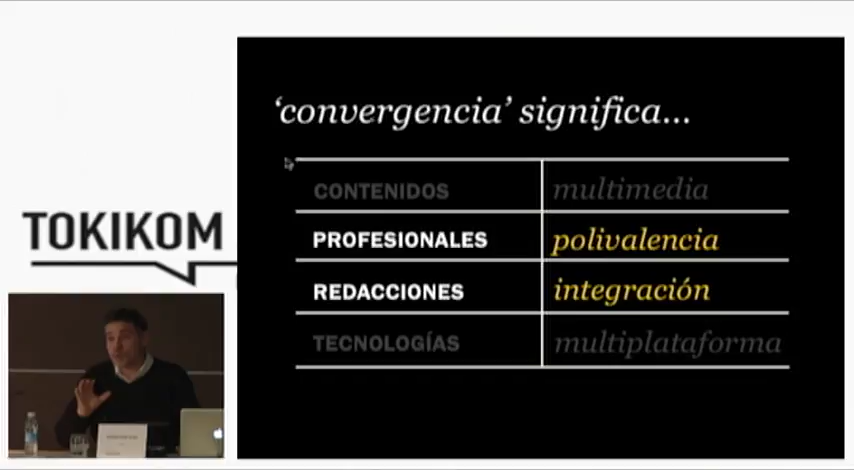 ‘convergencia’ significa...
CONTENIDOS multimedia
PROFESIONALES polivalencia
REDACCIONES integración
TECNOLOGÍAS multiplataforma
TOKIKOM